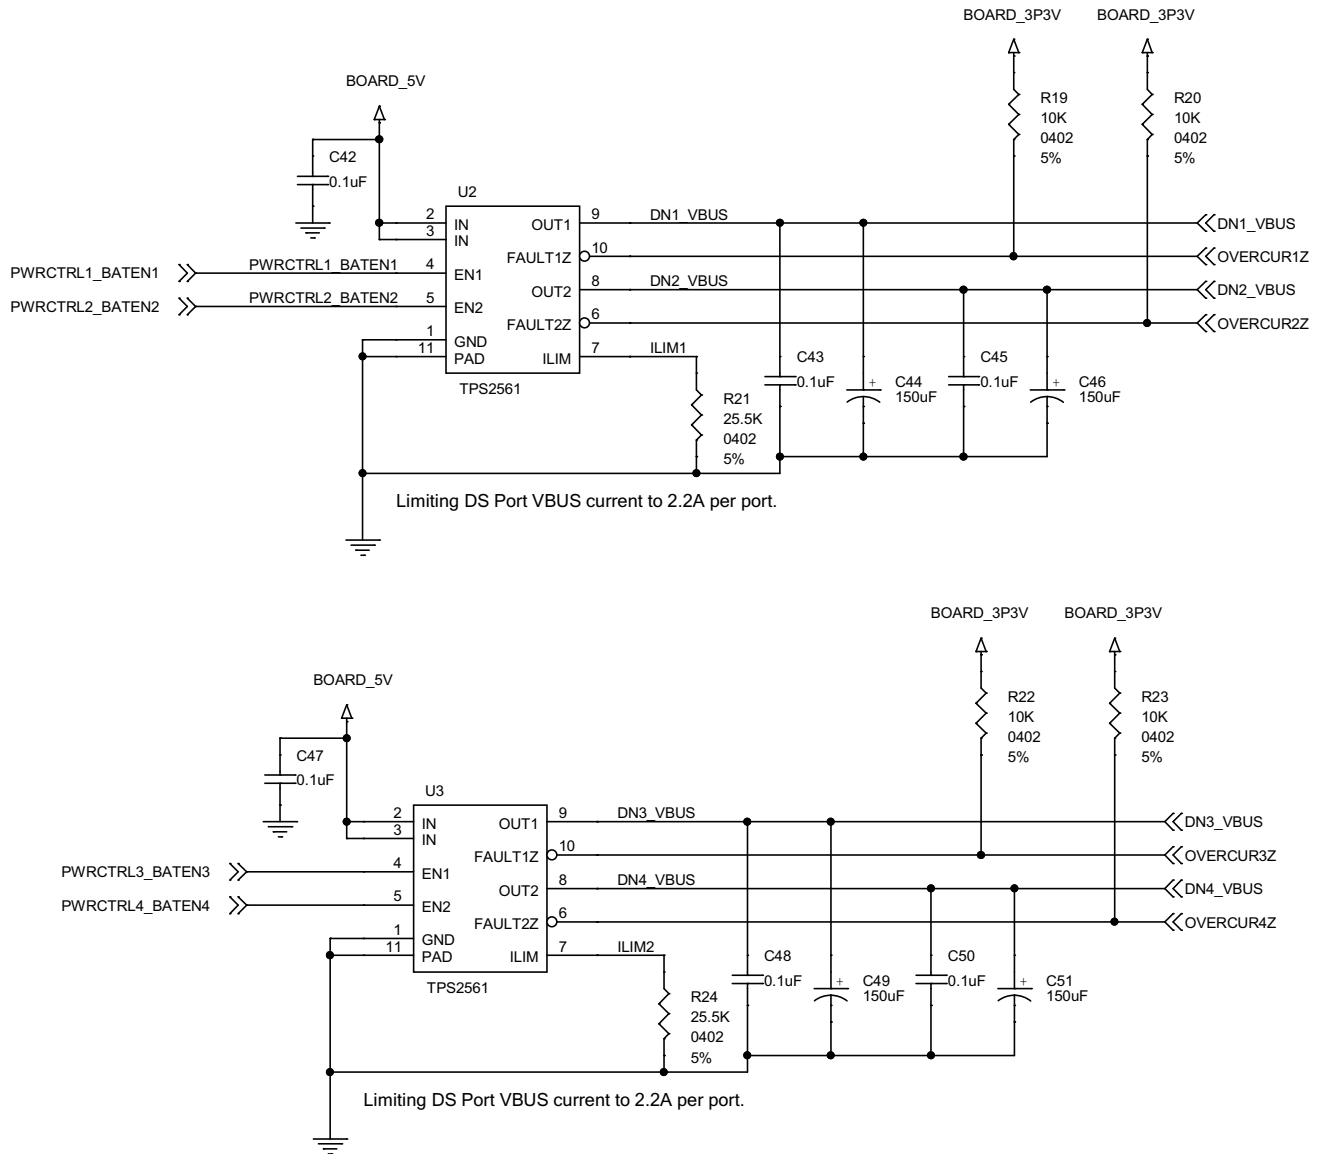 BOARD_3P3V BOARD_3P3V
BOARD_5V
R19
10K
0402
5%
R20
10K
0402
5%
C42
0.1uF
U2
2 IN
3 IN
PWRCTRL1_BATEN1 PWRCTRL1_BATEN1 4 EN1
PWRCTRL2_BATEN2 PWRCTRL2_BATEN2 5 EN2
1 GND
11 PAD
OUT1 9 DN1_VBUS DN1_VBUS
FAULT1Z 10 OVERCUR1Z
OUT2 8 DN2_VBUS DN2_VBUS
FAULT2Z 6 OVERCUR2Z
ILIM 7 ILIM1
TPS2561
R21
25.5K
0402
5%
C43
0.1uF
+
C44
150uF
C45
0.1uF
+
C46
150uF
Limiting DS Port VBUS current to 2.2A per port.
BOARD_3P3V BOARD_3P3V
BOARD_5V
R22
10K
0402
5%
R23
10K
0402
5%
C47
0.1uF
U3
2 IN
3 IN
PWRCTRL3_BATEN3 4 EN1
PWRCTRL4_BATEN4 5 EN2
1 GND
11 PAD
OUT1 9 DN3_VBUS DN3_VBUS
FAULT1Z 10 OVERCUR3Z
OUT2 8 DN4_VBUS DN4_VBUS
FAULT2Z 6 OVERCUR4Z
ILIM 7 ILIM2
TPS2561
R24
25.5K
0402
5%
C48
0.1uF
+
C49
150uF
C50
0.1uF
+
C51
150uF
Limiting DS Port VBUS current to 2.2A per port.